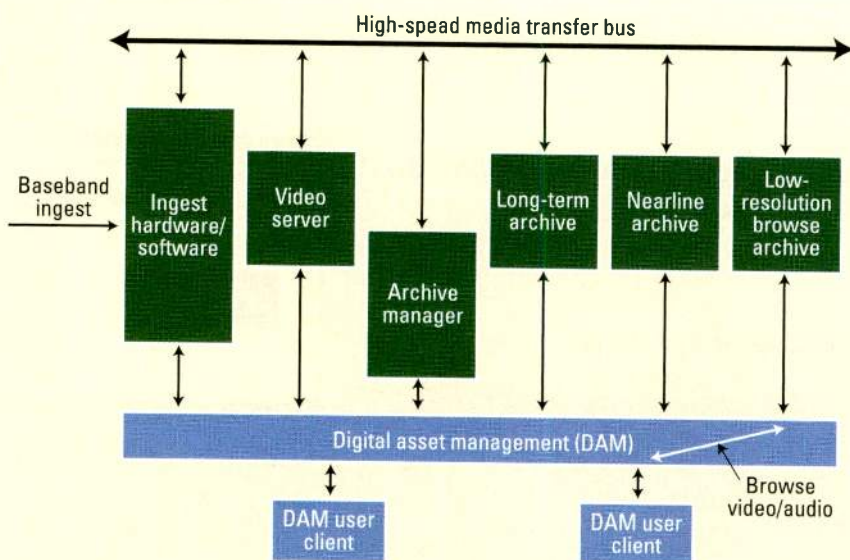 High-spead media transfer bus
Baseband
ingest
Ingest
hardware/
software
Video
server
Archive
manager
Long-term
archive
Nearline
archive
Low-
resolution
browse
archive
Digital asset management (DAM)
Browse
video/audio
DAM user
client
DAM user
client